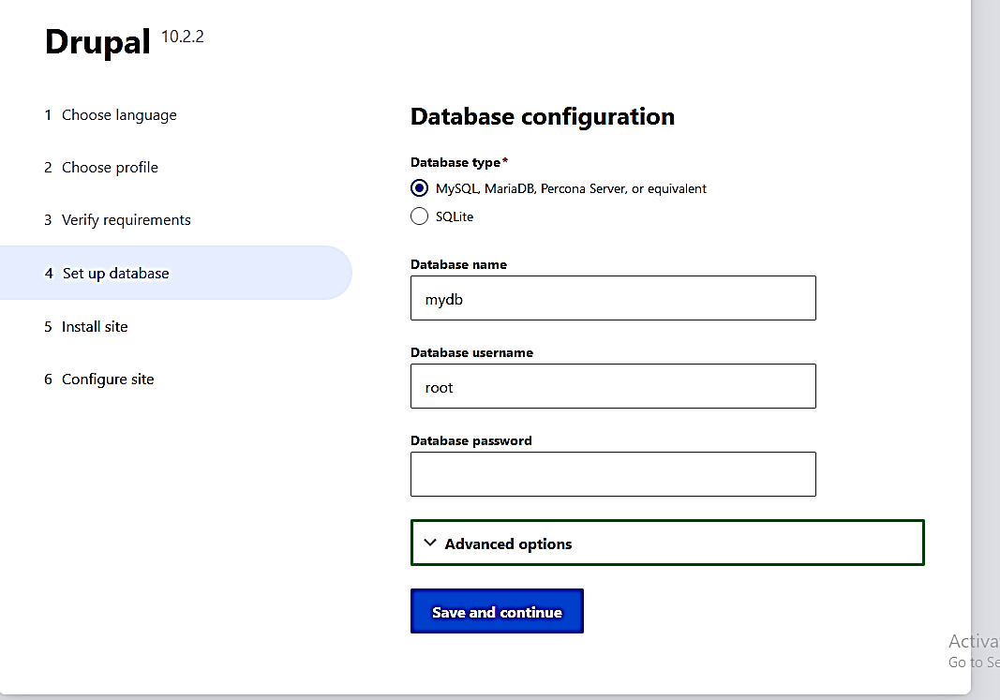 Drupal 10.2.2
1 Choose language
2 Choose profile
3 Verify requirements
4 Set up database
5 Install site
6 Configure site
Database configuration
Database type*
MySQL, MariaDB, Percona Server, or equivalent
SQLite
Database name
mydb
Database username
root
Database password
Advanced options
Save and continue
Activa
Go to Se